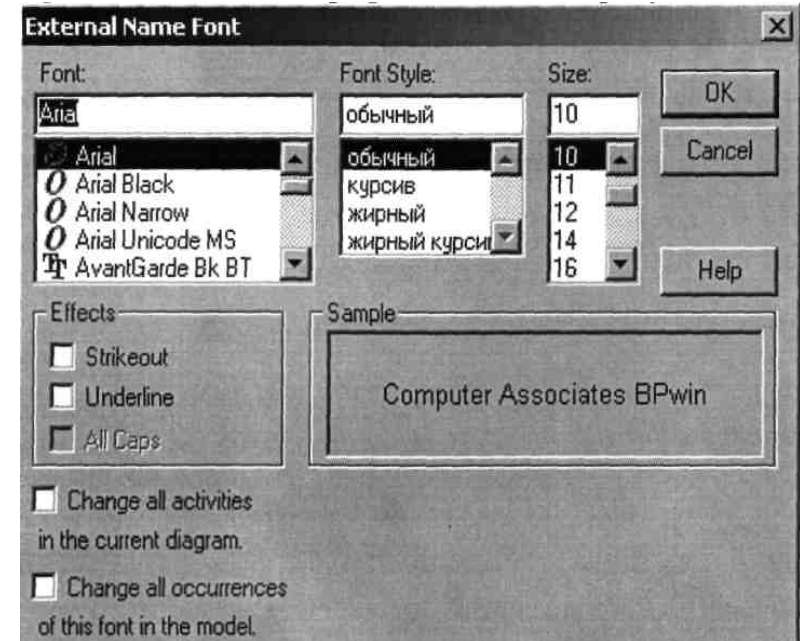 External Name Font
Font:
Font Style:
Size:
Arial
обычный
10
OK
Cancel
Help
Arial
Arial Black
Arial Narrow
Arial Unicode MS
AvantGarde Bk BT
обычный
курсив
жирный
жирный курсив
10
11
12
14
16
Effects
Strikeout
Underline
All Caps
Sample
Computer Associates BPwin
Change all activities
in the current diagram.
Change all occurrences
of this font in the model.